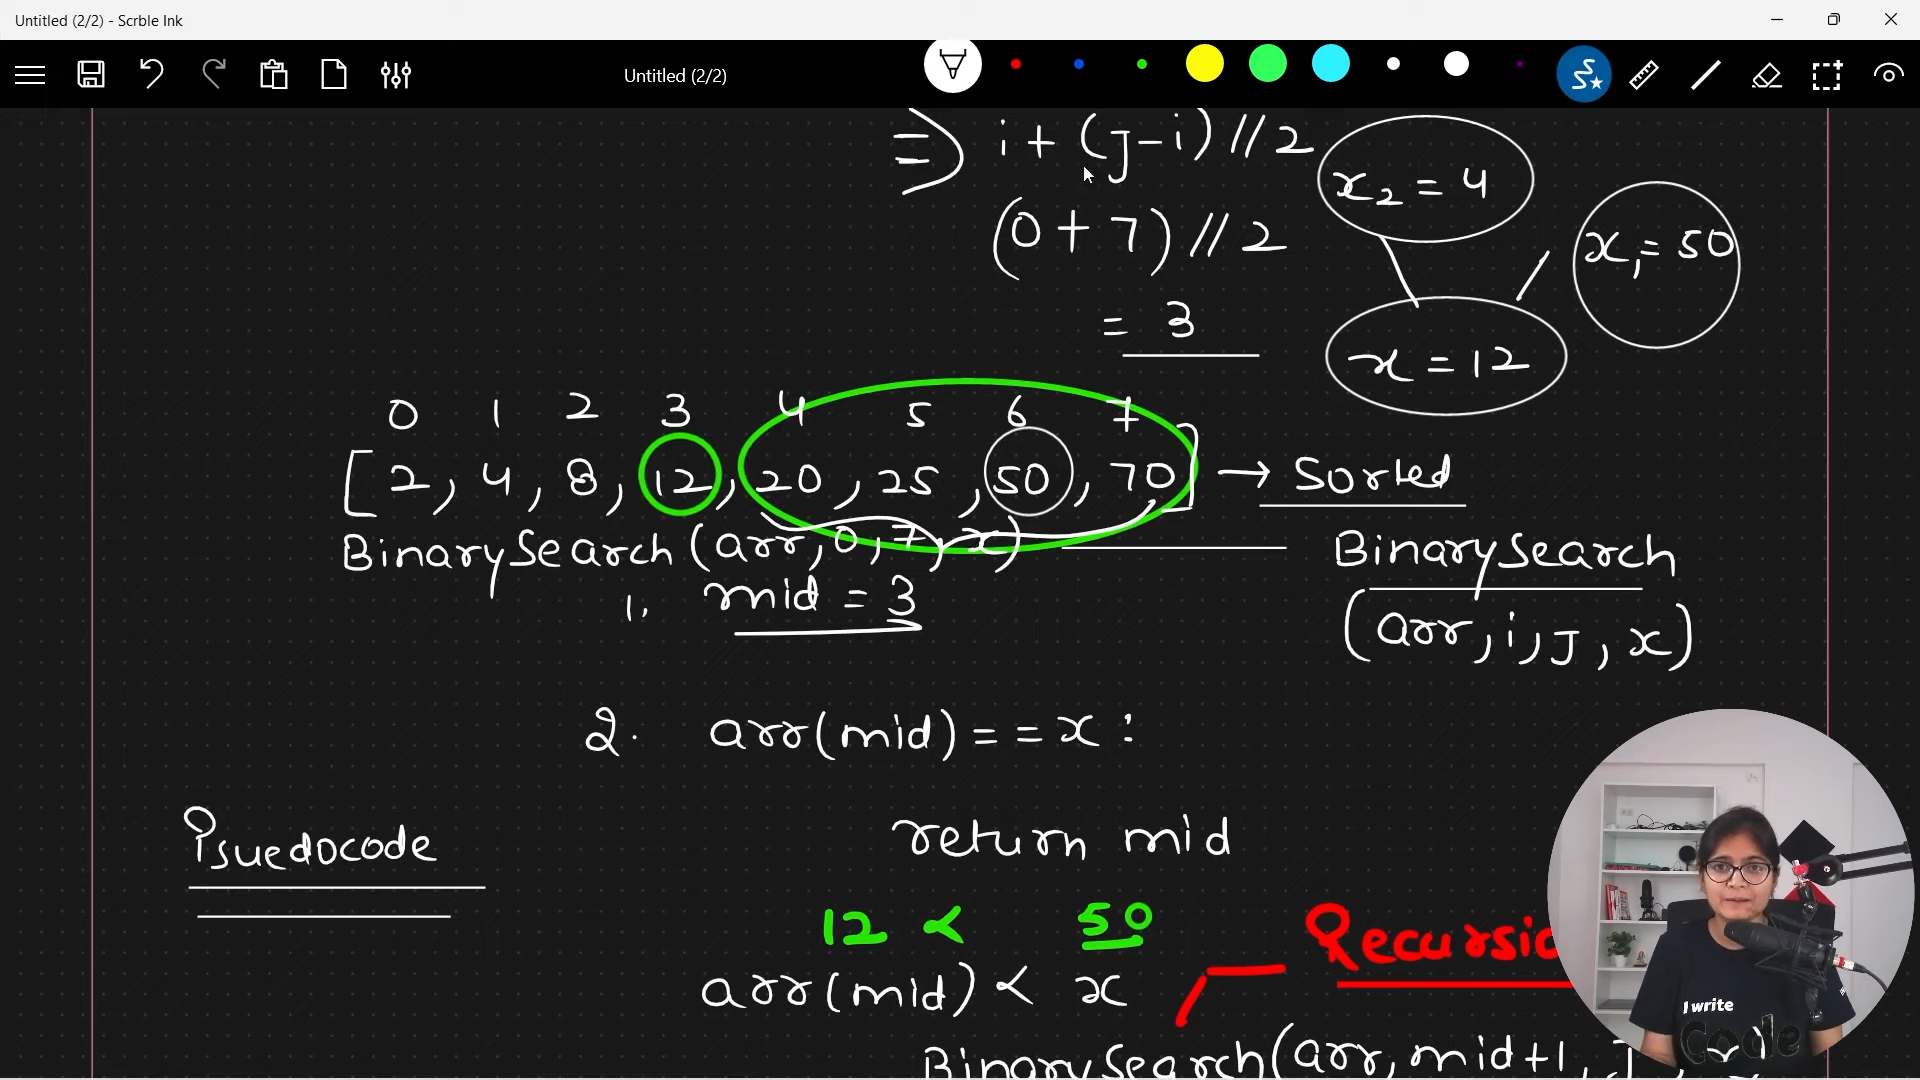 Untitled (2/2) - Scrble Ink
Untitled (2/2)
=> i + (J-i) // 2
x2 = 4
(0 + 7) // 2
x1 = 50
= 3
x = 12
0 1 2 3 4 5 6 7
[2, 4, 8, 12, 20, 25, 50, 70] → Sorted
BinarySearch (arr, 0, 7, x)
BinarySearch
(arr, i, J, x)
1. mid = 3
2. arr(mid) == x :
Psuedocode
return mid
12 < 50
arr(mid) < x
BinarySearch(arr, mid+1, J, x)
I write
Code